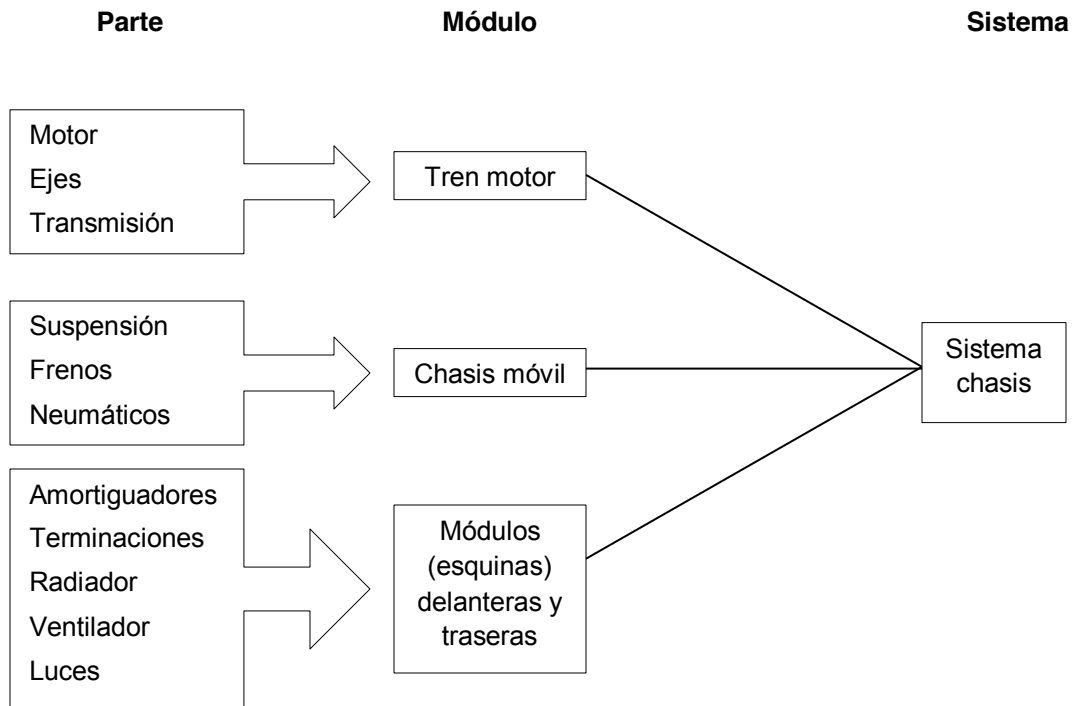 Parte Módulo Sistema
Motor
Ejes
Transmisión
Tren motor
Suspensión
Frenos
Neumáticos
Chasis móvil
Sistema
chasis
Amortiguadores
Terminaciones
Radiador
Ventilador
Luces
Módulos
(esquinas)
delanteras y
traseras